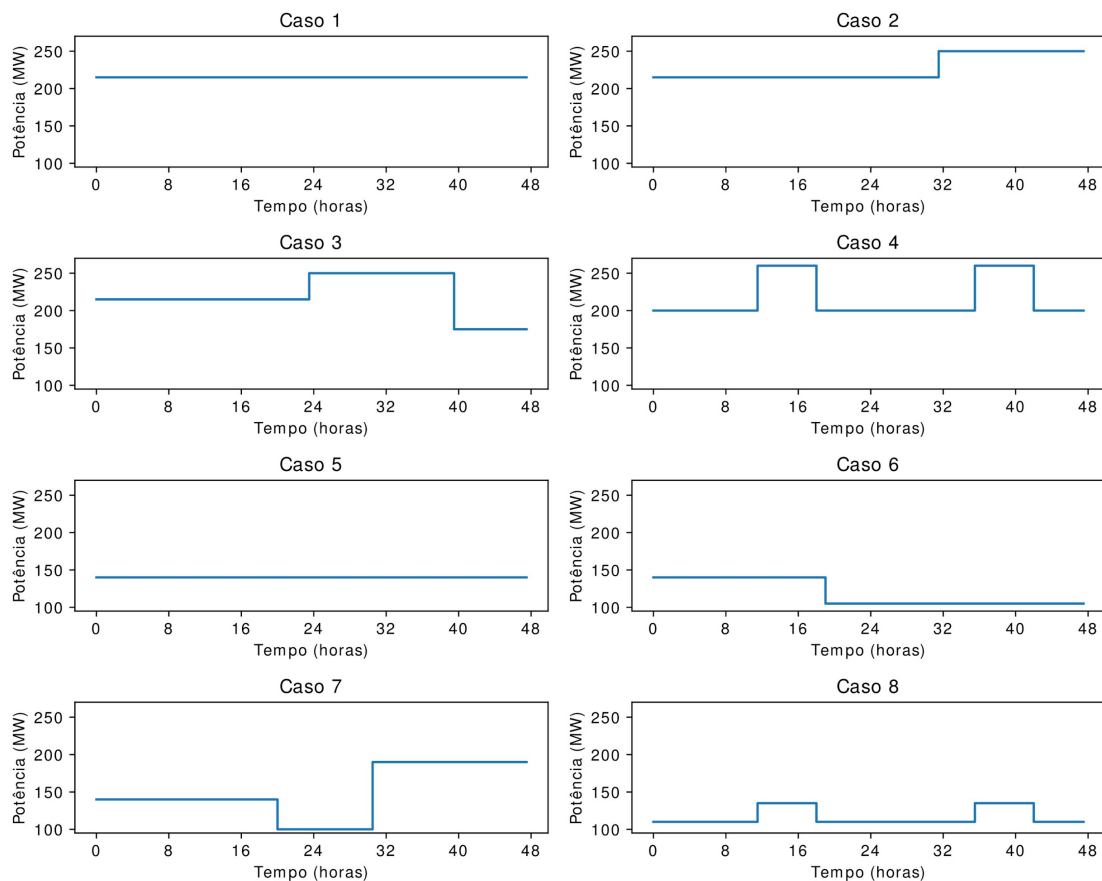 Caso 1
Potência (MW)
250
200
150
100
0 8 16 24 32 40 48
Tempo (horas)
Caso 2
Potência (MW)
250
200
150
100
0 8 16 24 32 40 48
Tempo (horas)
Caso 3
Potência (MW)
250
200
150
100
0 8 16 24 32 40 48
Tempo (horas)
Caso 4
Potência (MW)
250
200
150
100
0 8 16 24 32 40 48
Tempo (horas)
Caso 5
Potência (MW)
250
200
150
100
0 8 16 24 32 40 48
Tempo (horas)
Caso 6
Potência (MW)
250
200
150
100
0 8 16 24 32 40 48
Tempo (horas)
Caso 7
Potência (MW)
250
200
150
100
0 8 16 24 32 40 48
Tempo (horas)
Caso 8
Potência (MW)
250
200
150
100
0 8 16 24 32 40 48
Tempo (horas)